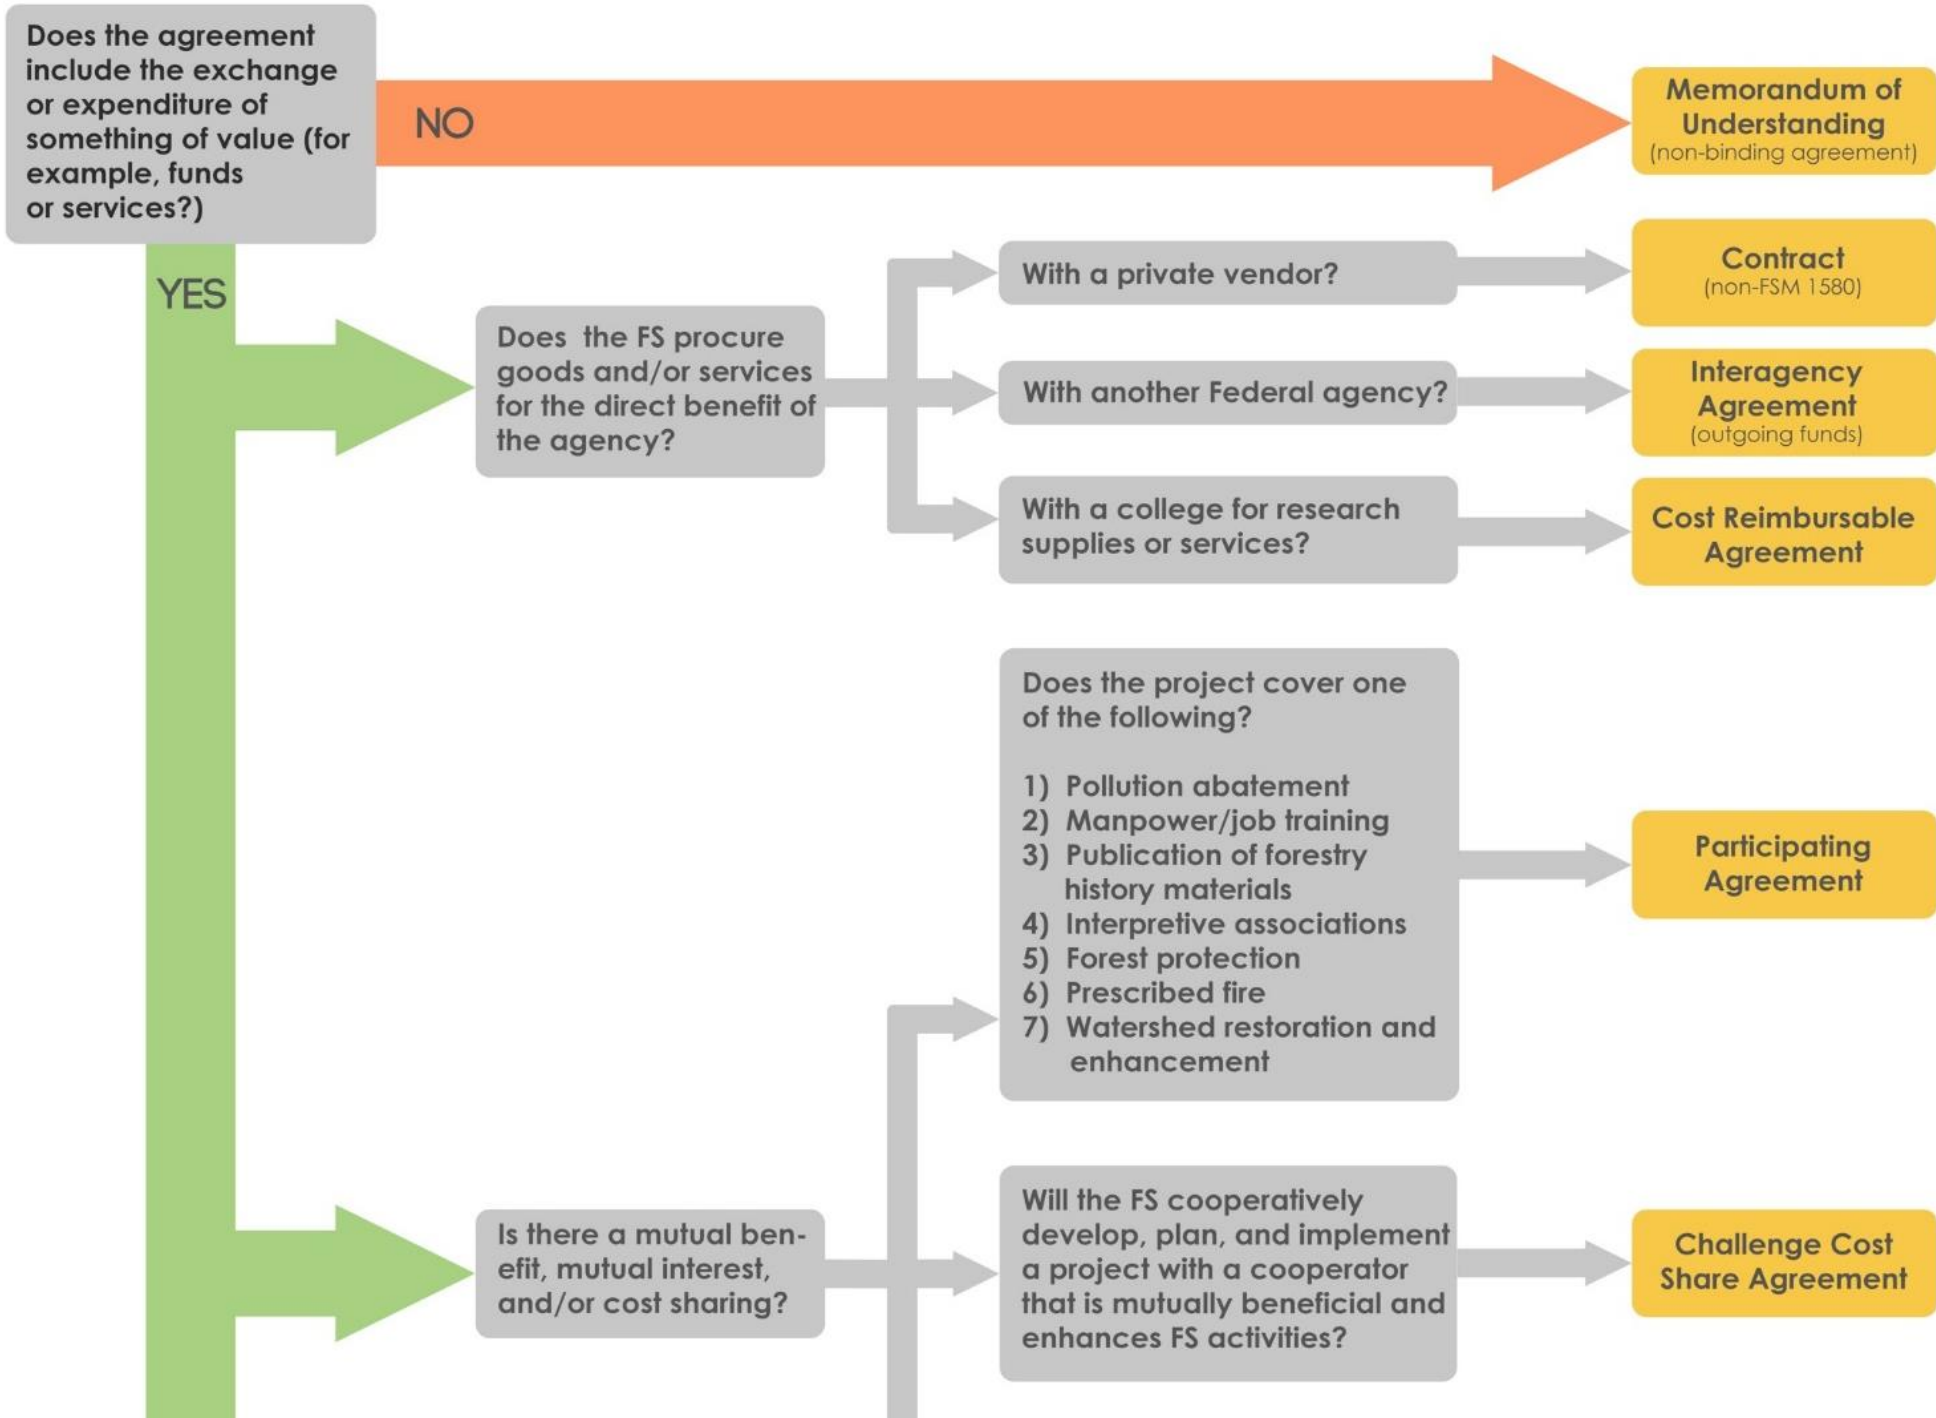 Does the agreement
include the exchange
or expenditure of
something of value (for
example, funds
or services?)
NO
Memorandum of
Understanding
(non-binding agreement)
YES
Does the FS procure
goods and/or services
for the direct benefit of
the agency?
With a private vendor?
Contract
(non-FSM 1580)
With another Federal agency?
Interagency
Agreement
(outgoing funds)
With a college for research
supplies or services?
Cost Reimbursable
Agreement
Does the project cover one
of the following?
1) Pollution abatement
2) Manpower/job training
3) Publication of forestry
history materials
4) Interpretive associations
5) Forest protection
6) Prescribed fire
7) Watershed restoration and
enhancement
Participating
Agreement
Is there a mutual ben-
efit, mutual interest,
and/or cost sharing?
Will the FS cooperatively
develop, plan, and implement
a project with a cooperator
that is mutually beneficial and
enhances FS activities?
Challenge Cost
Share Agreement